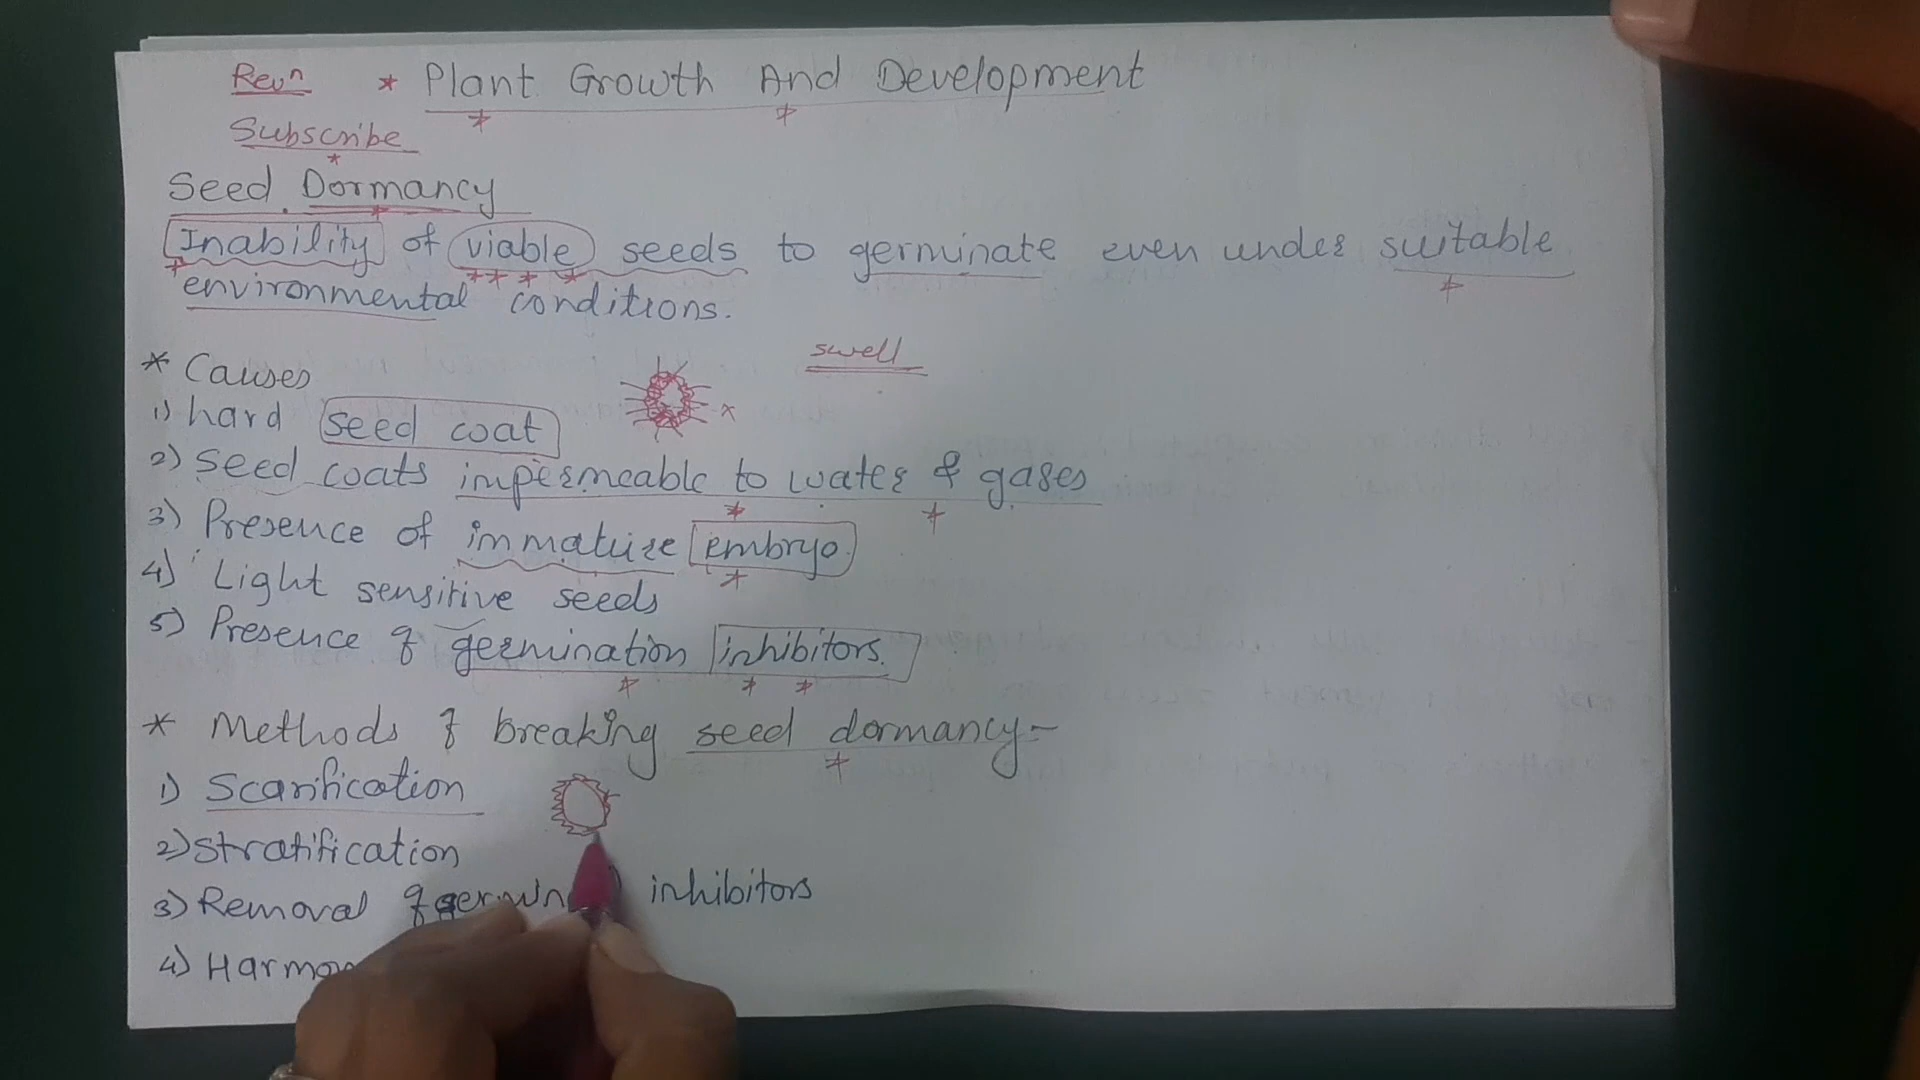 Revn * Plant Growth And Development
Subscribe
Seed Dormancy
Inability of viable seeds to germinate even under suitable
environmental conditions.
swell
* Causes
1) hard seed coat
2) Seed coats impermeable to water & gases
3) Presence of immature embryo.
4) Light sensitive seeds
5) Presence of germination inhibitors.
* Methods of breaking seed dormancy-
1) Scarification
2) Stratification
3) Removal of inhibitors
4)